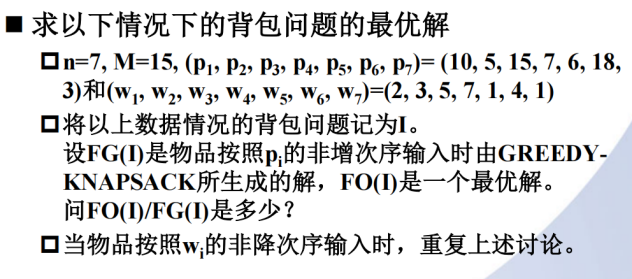 ■ 求以下情况下的背包问题的最优解
□n=7, M=15, (p₁, p₂, p₃, p₄, p₅, p₆, p₇)= (10, 5, 15, 7, 6, 18,
3)和(w₁, w₂, w₃, w₄, w₅, w₆, w₇)=(2, 3, 5, 7, 1, 4, 1)
□将以上数据情况的背包问题记为I。
设FG(I)是物品按照pᵢ的非增次序输入时由GREEDY-
KNAPSACK所生成的解，FO(I)是一个最优解。
问FO(I)/FG(I)是多少？
□当物品按照wᵢ的非降次序输入时，重复上述讨论。